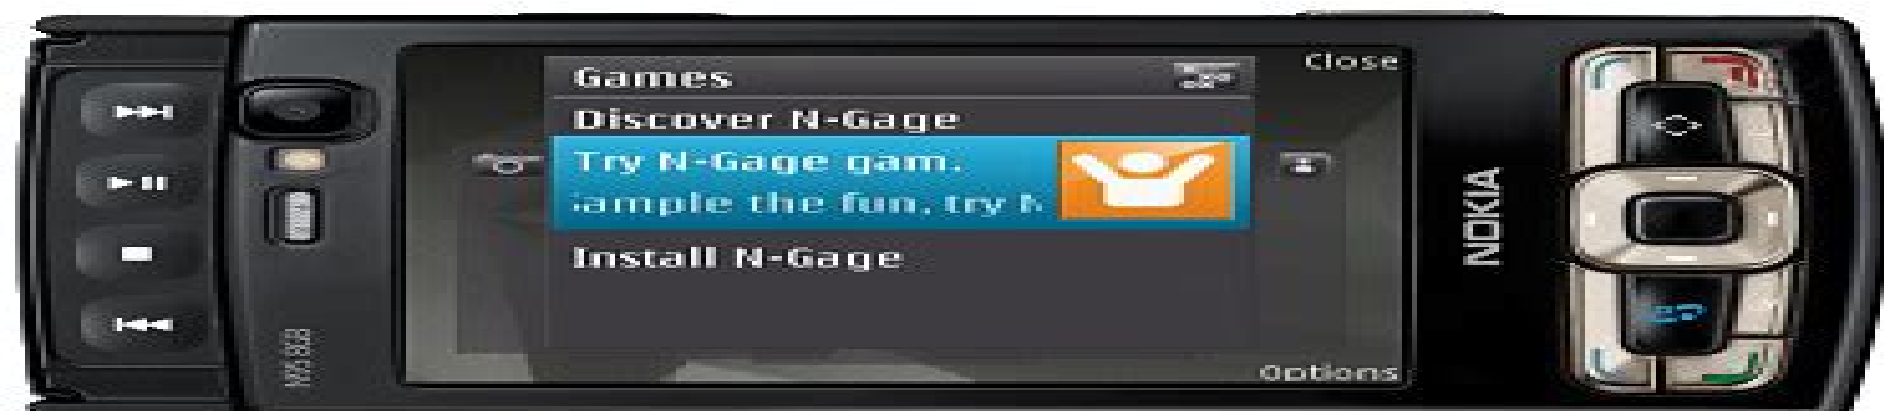 Close
Games
Discover N-Gage
Try N-Gage gam.
ample the fun, try N
Install N-Gage
Options
NOKIA